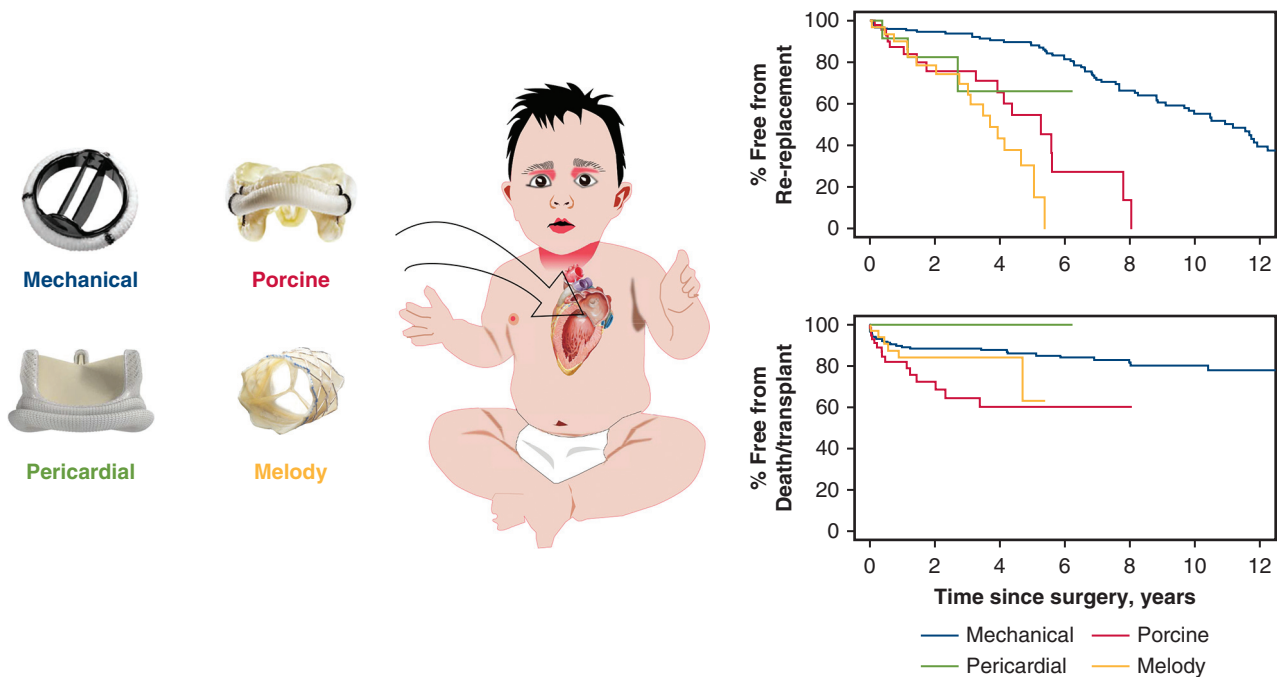 Mechanical
Porcine
Pericardial
Melody
% Free from
Re-replacement
100
80
60
40
20
0
0 2 4 6 8 10 12
% Free from
Death/transplant
100
80
60
40
20
0
0 2 4 6 8 10 12
Time since surgery, years
Mechanical
Porcine
Pericardial
Melody